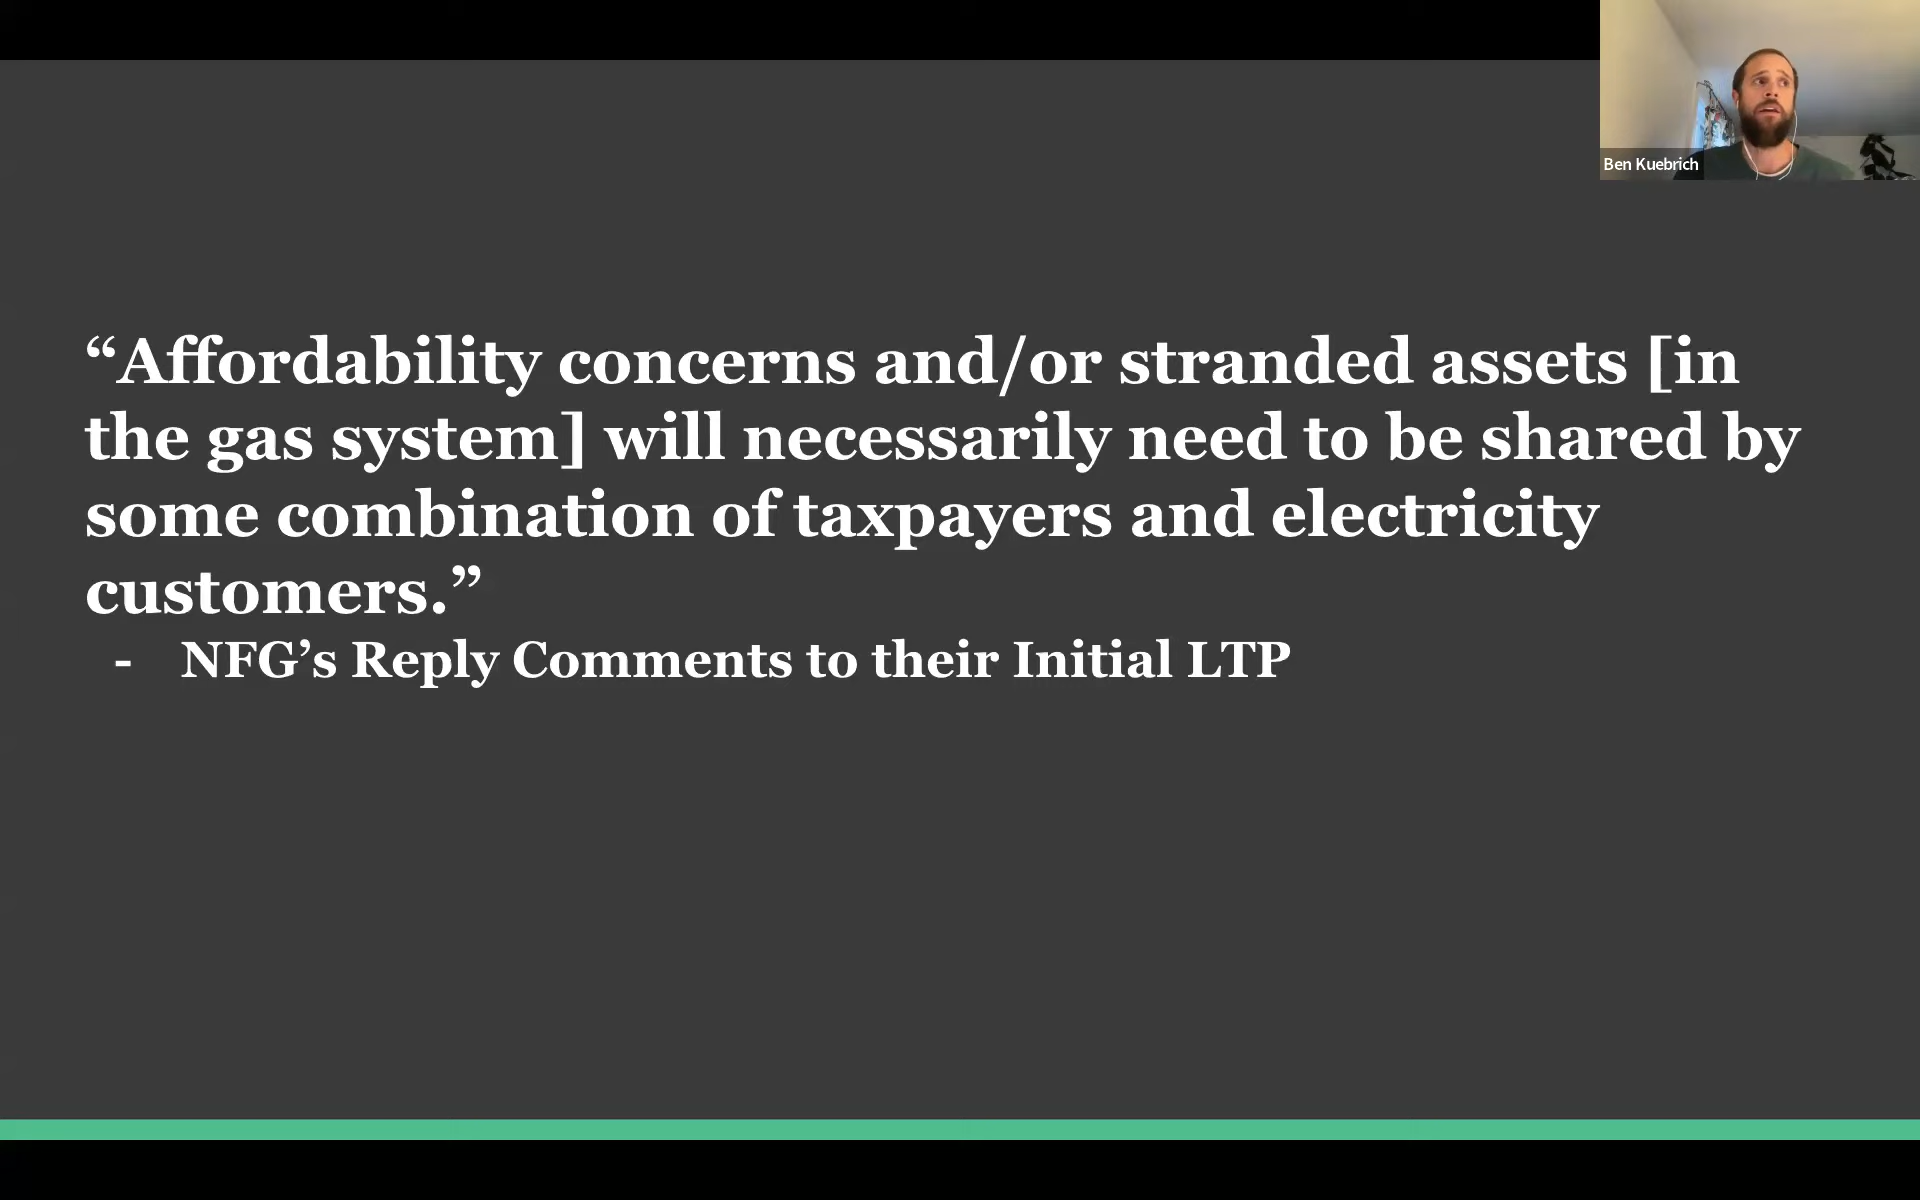 Ben Kuebrich
“Affordability concerns and/or stranded assets [in
the gas system] will necessarily need to be shared by
some combination of taxpayers and electricity
customers.”
- NFG’s Reply Comments to their Initial LTP